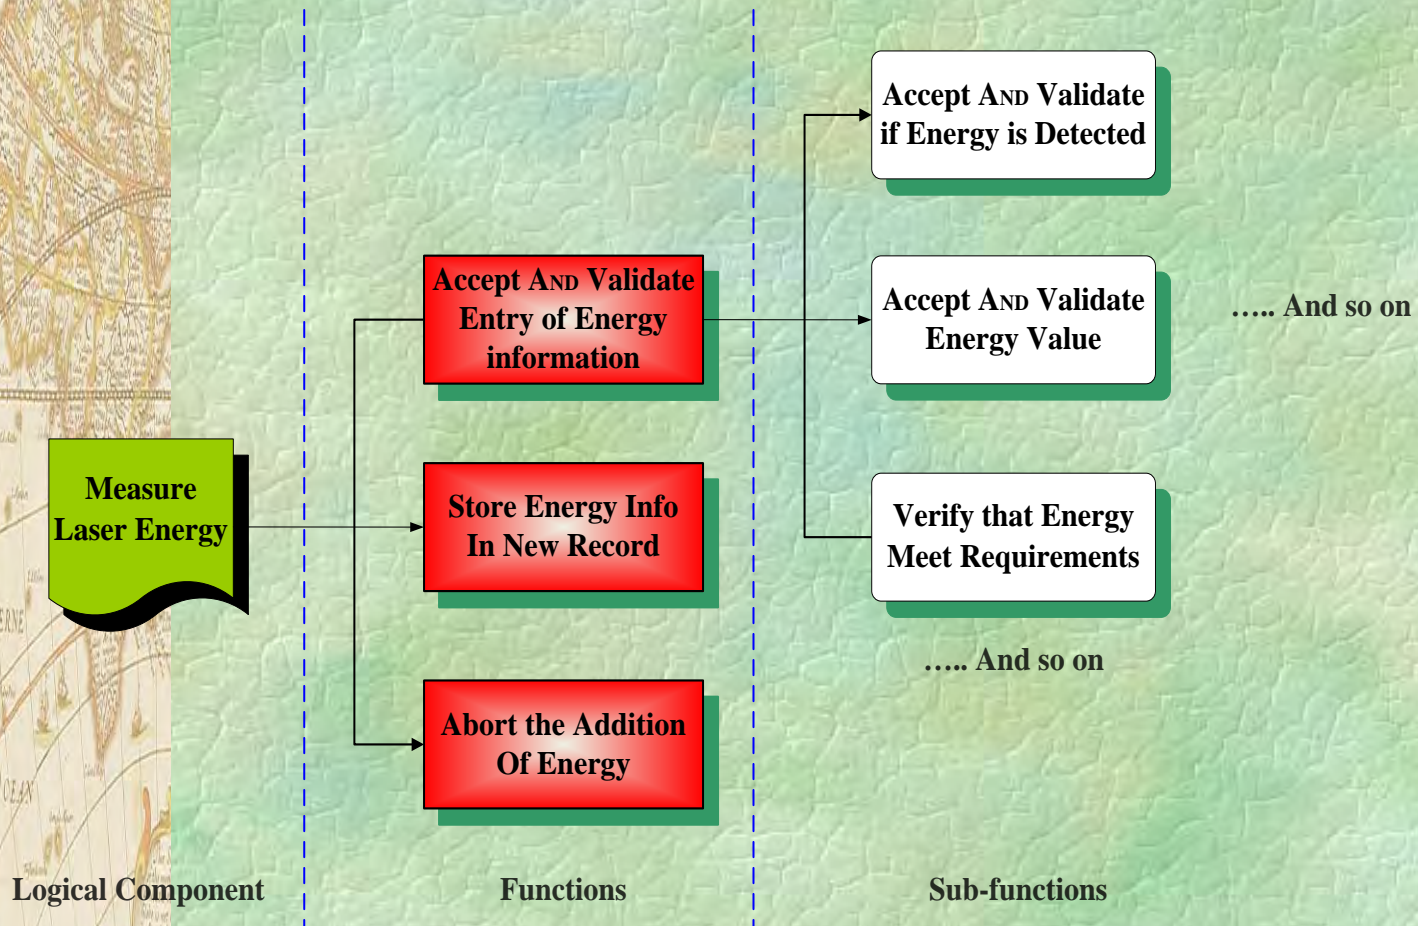 Accept AND Validate
if Energy is Detected
Accept AND Validate
Entry of Energy
information
Accept AND Validate
Energy Value
….. And so on
Measure
Laser Energy
Store Energy Info
In New Record
Verify that Energy
Meet Requirements
….. And so on
Abort the Addition
Of Energy
Logical Component
Functions
Sub-functions